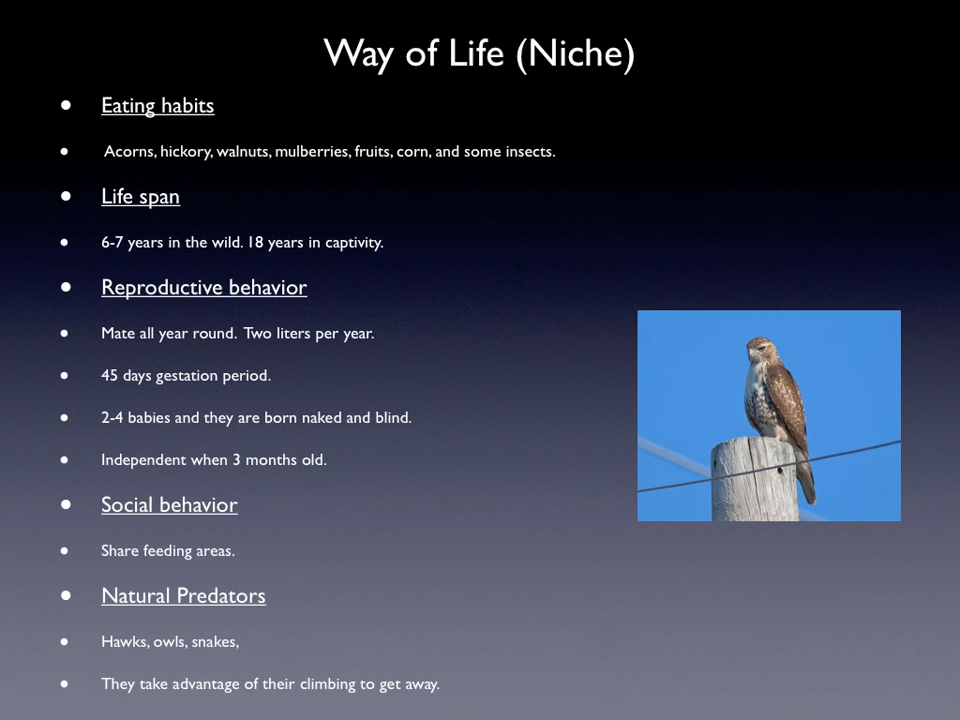 Way of Life (Niche)
• Eating habits
• Acorns, hickory, walnuts, mulberries, fruits, corn, and some insects.
• Life span
• 6-7 years in the wild. 18 years in captivity.
• Reproductive behavior
• Mate all year round. Two liters per year.
• 45 days gestation period.
• 2-4 babies and they are born naked and blind.
• Independent when 3 months old.
• Social behavior
• Share feeding areas.
• Natural Predators
• Hawks, owls, snakes,
• They take advantage of their climbing to get away.